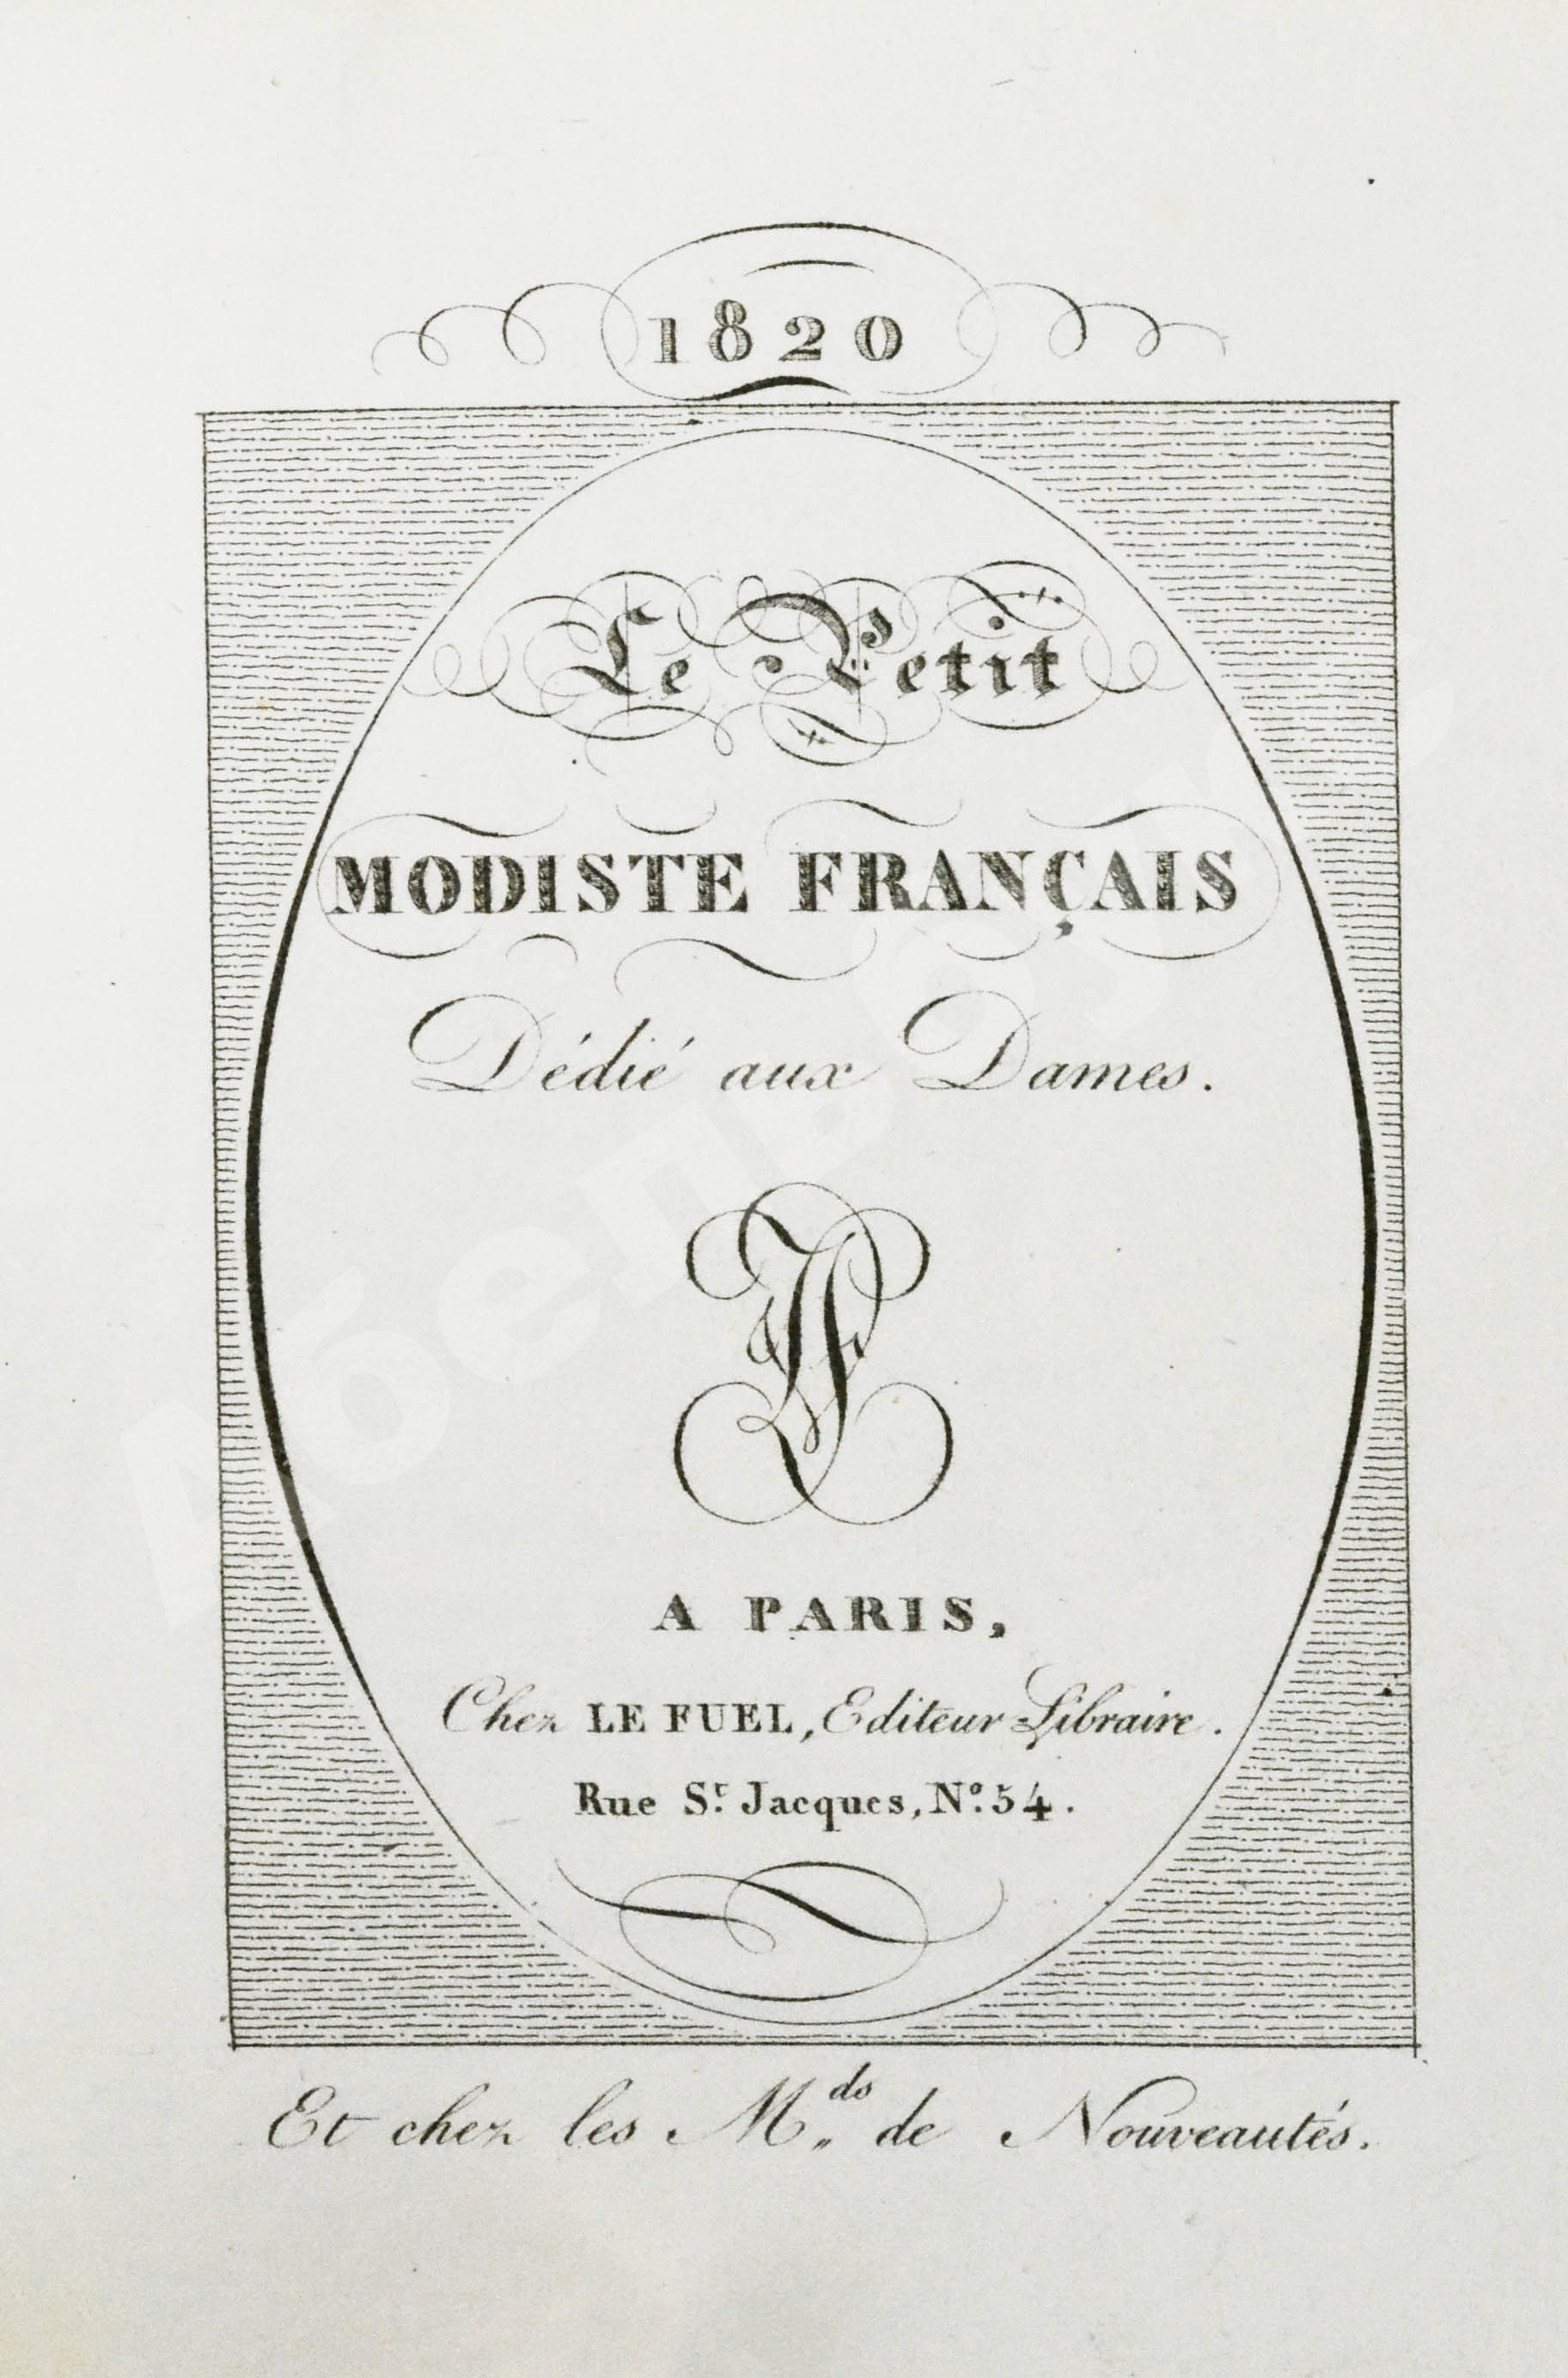 1820
Le Petit
MODISTE FRANÇAIS
Dédié aux Dames.
A PARIS,
Chez LE FUEL, Editeur Libraire.
Rue St. Jacques, No. 54.
Et chez les Mds. de Nouveautés.